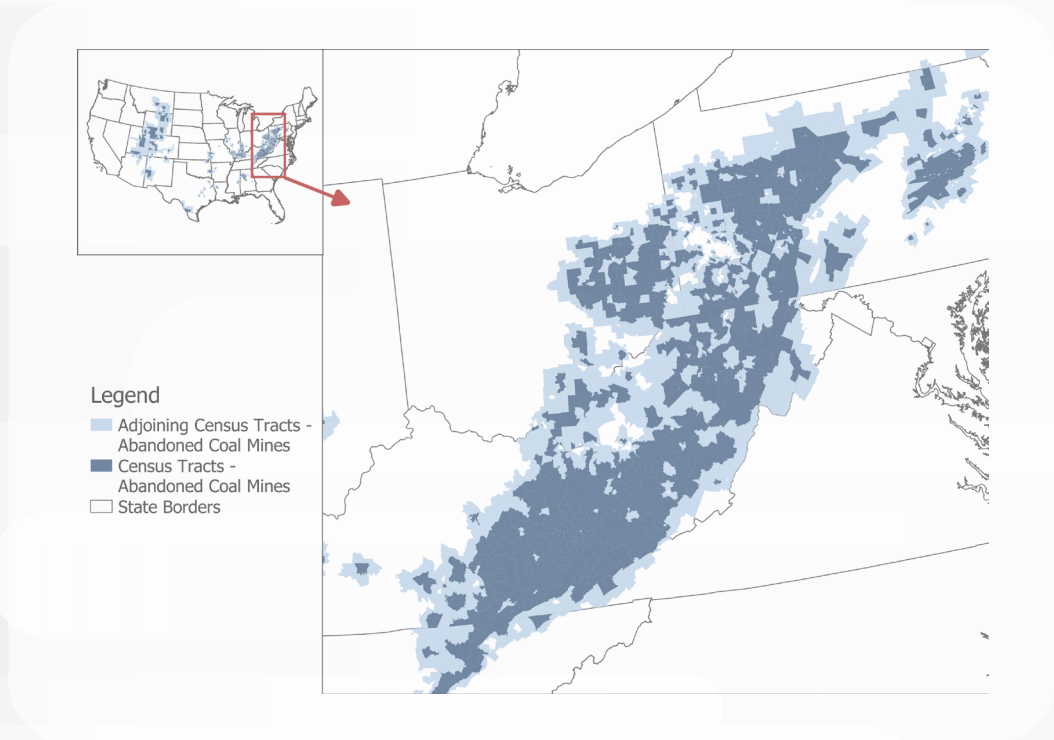 Legend
Adjoining Census Tracts -
Abandoned Coal Mines
Census Tracts -
Abandoned Coal Mines
State Borders